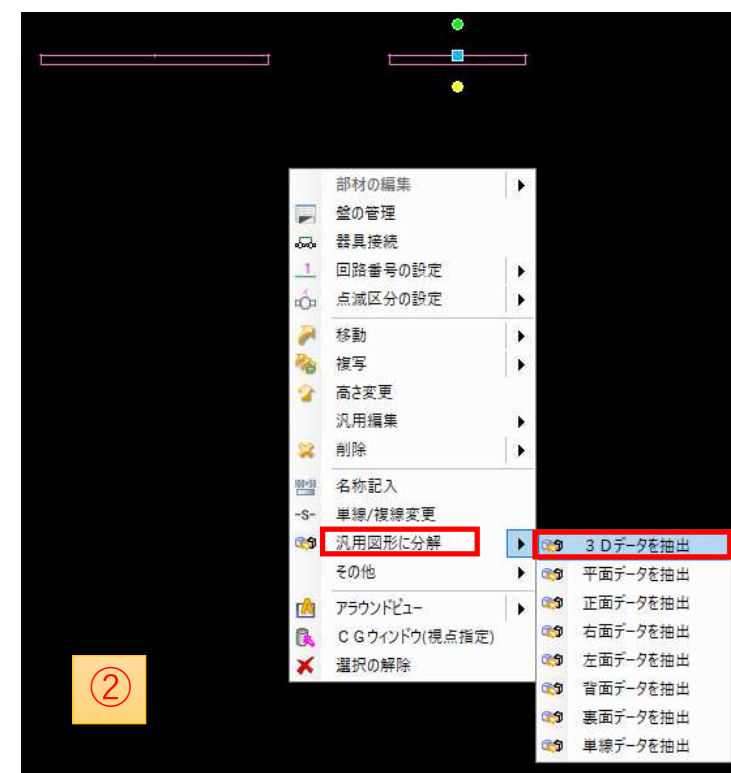 部材の編集
盤の管理
器具接続
1 回路番号の設定
点滅区分の設定
移動
複写
高さ変更
汎用編集
削除
名称記入
-S- 単線/複線変更
汎用図形に分解
その他
アラウンドビュー
CGウィンドウ(視点指定)
選択の解除
3Dデータを抽出
平面データを抽出
正面データを抽出
右面データを抽出
左面データを抽出
背面データを抽出
裏面データを抽出
単線データを抽出
②